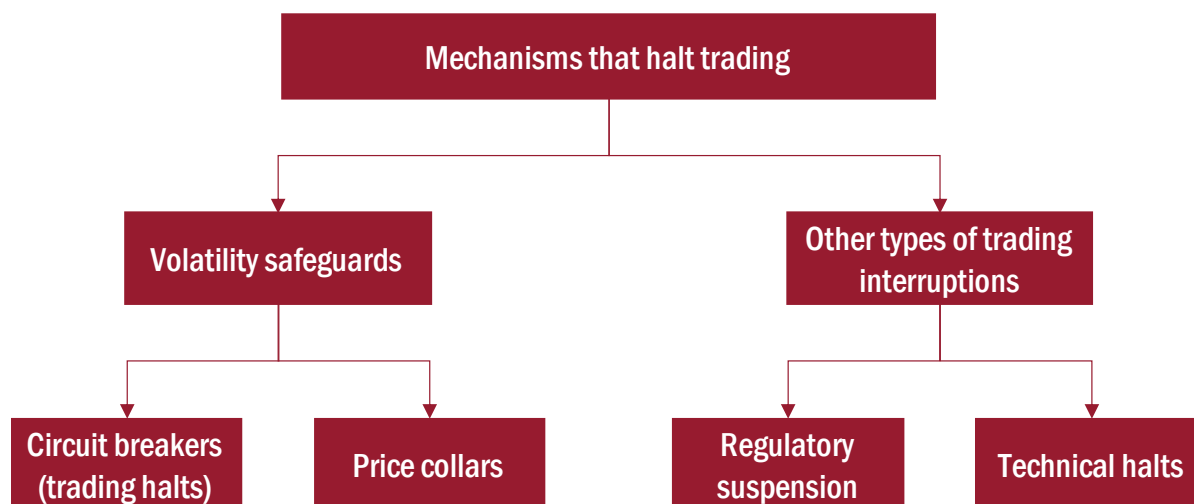 Mechanisms that halt trading
Volatility safeguards
Other types of trading
interruptions
Circuit breakers
(trading halts)
Price collars
Regulatory
suspension
Technical halts